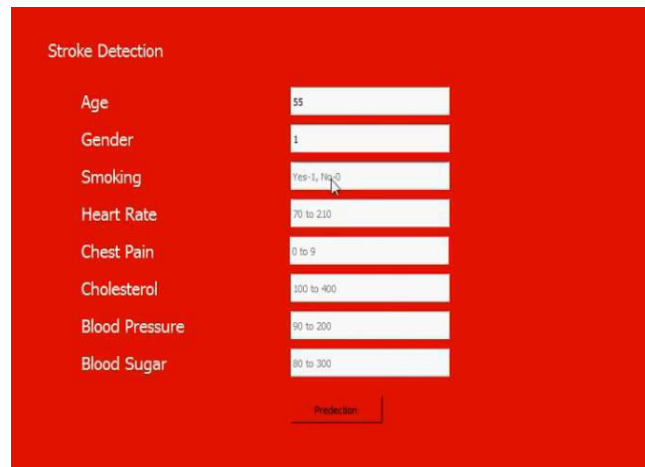 Stroke Detection
Age 55
Gender 1
Smoking Yes-1, No-0
Heart Rate 70 to 210
Chest Pain 0 to 9
Cholesterol 100 to 400
Blood Pressure 90 to 200
Blood Sugar 80 to 300
Predection